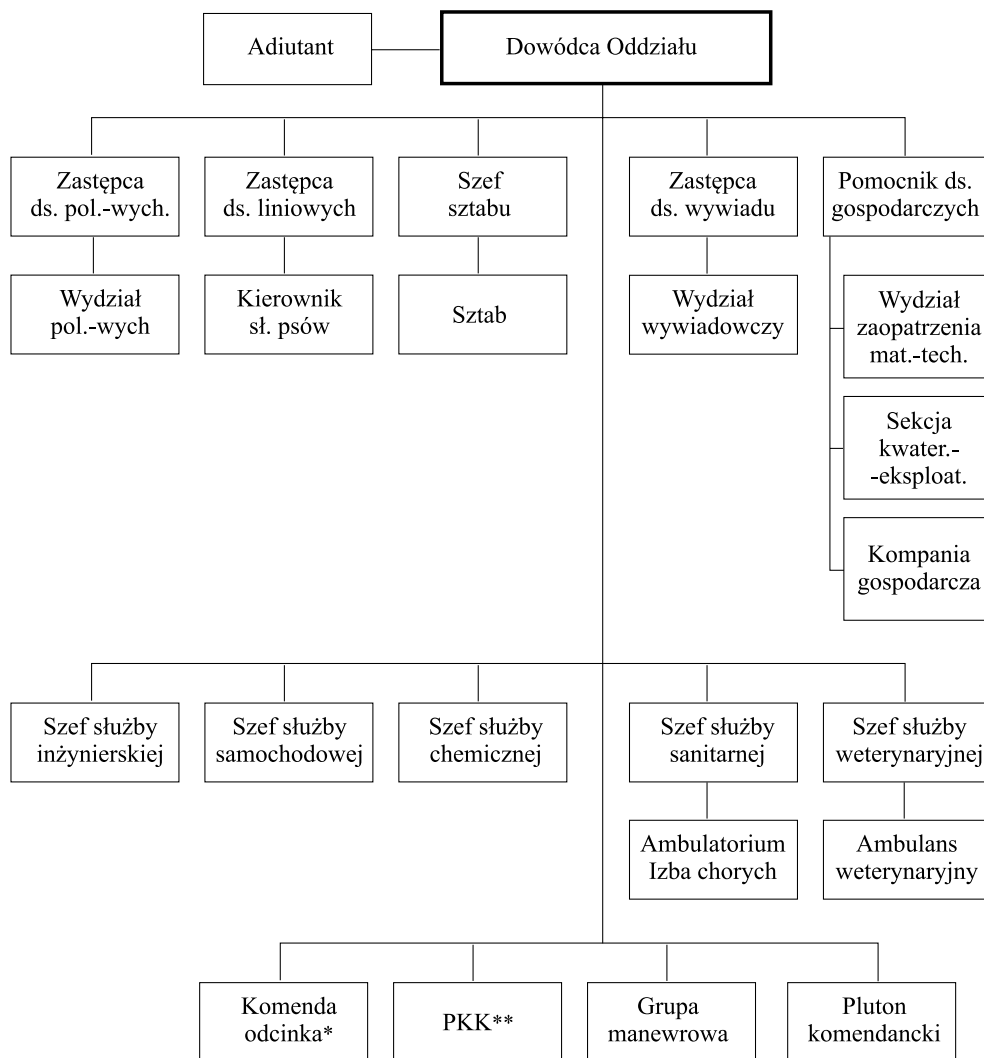 Adiutant
Dowódca Oddziału
Zastępca
ds. pol.-wych.
Zastępca
ds. liniowych
Szef
sztabu
Zastępca
ds. wywiadu
Pomocnik ds.
gospodarczych
Wydział
pol.-wych
Kierownik
sł. psów
Sztab
Wydział
wywiadowczy
Wydział
zaopatrzenia
mat.-tech.
Sekcja
kwater.-
-eksploat.
Kompania
gospodarcza
Szef służby
inżynierskiej
Szef służby
samochodowej
Szef służby
chemicznej
Szef służby
sanitarnej
Szef służby
weterynaryjnej
Ambulatorium
Izba chorych
Ambulans
weterynaryjny
Komenda
odcinka*
PKK**
Grupa
manewrowa
Pluton
komendancki